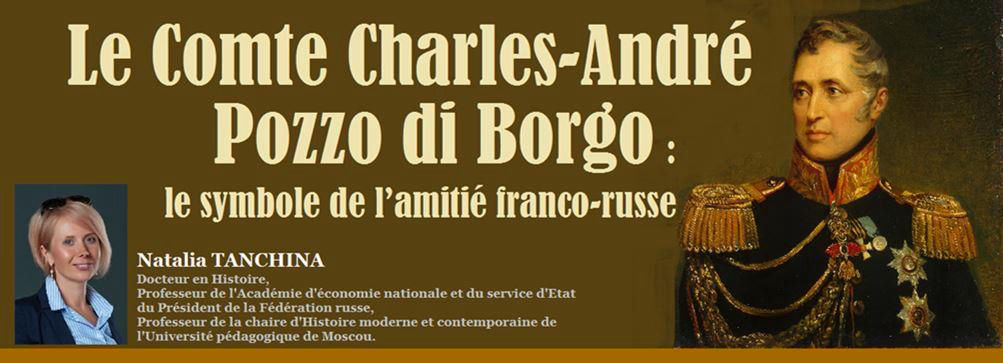 Le Comte Charles-André
Pozzo di Borgo :
le symbole de l'amitié franco-russe
Natalia TANCHINA
Docteur en Histoire,
Professeur de l'Académie d'économie nationale et du service d'Etat
du Président de la Fédération russe,
Professeur de la chaire d'Histoire moderne et contemporaine de
l'Université pédagogique de Moscou.